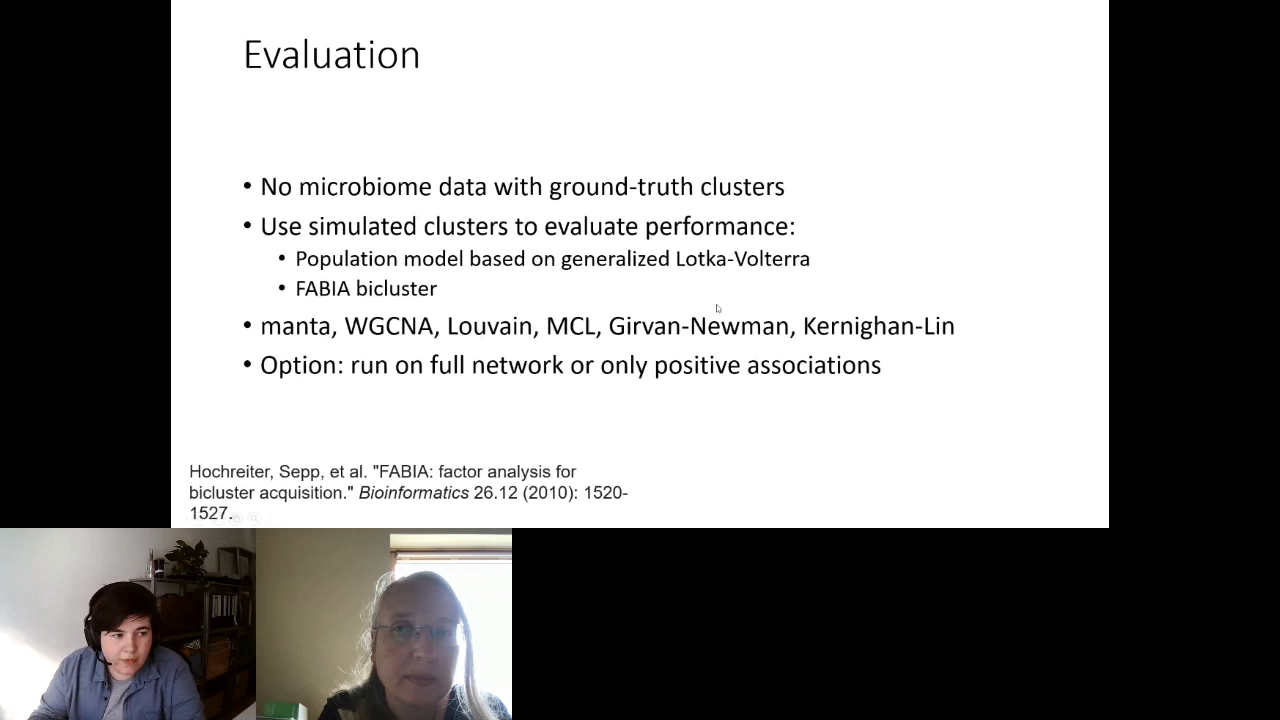 Evaluation
• No microbiome data with ground-truth clusters
• Use simulated clusters to evaluate performance:
• Population model based on generalized Lotka-Volterra
• FABIA bicluster
• manta, WGCNA, Louvain, MCL, Girvan-Newman, Kernighan-Lin
• Option: run on full network or only positive associations
Hochreiter, Sepp, et al. "FABIA: factor analysis for
bicluster acquisition." Bioinformatics 26.12 (2010): 1520-
1527.